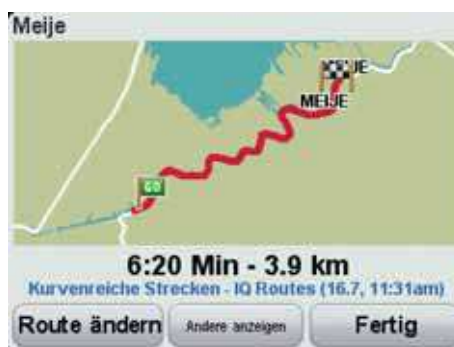 Meije
MEIJE
GO
6:20 Min - 3.9 km
Kurvenreiche Strecken - IQ Routes (16.7, 11:31am)
Route ändern
Andere anzeigen
Fertig